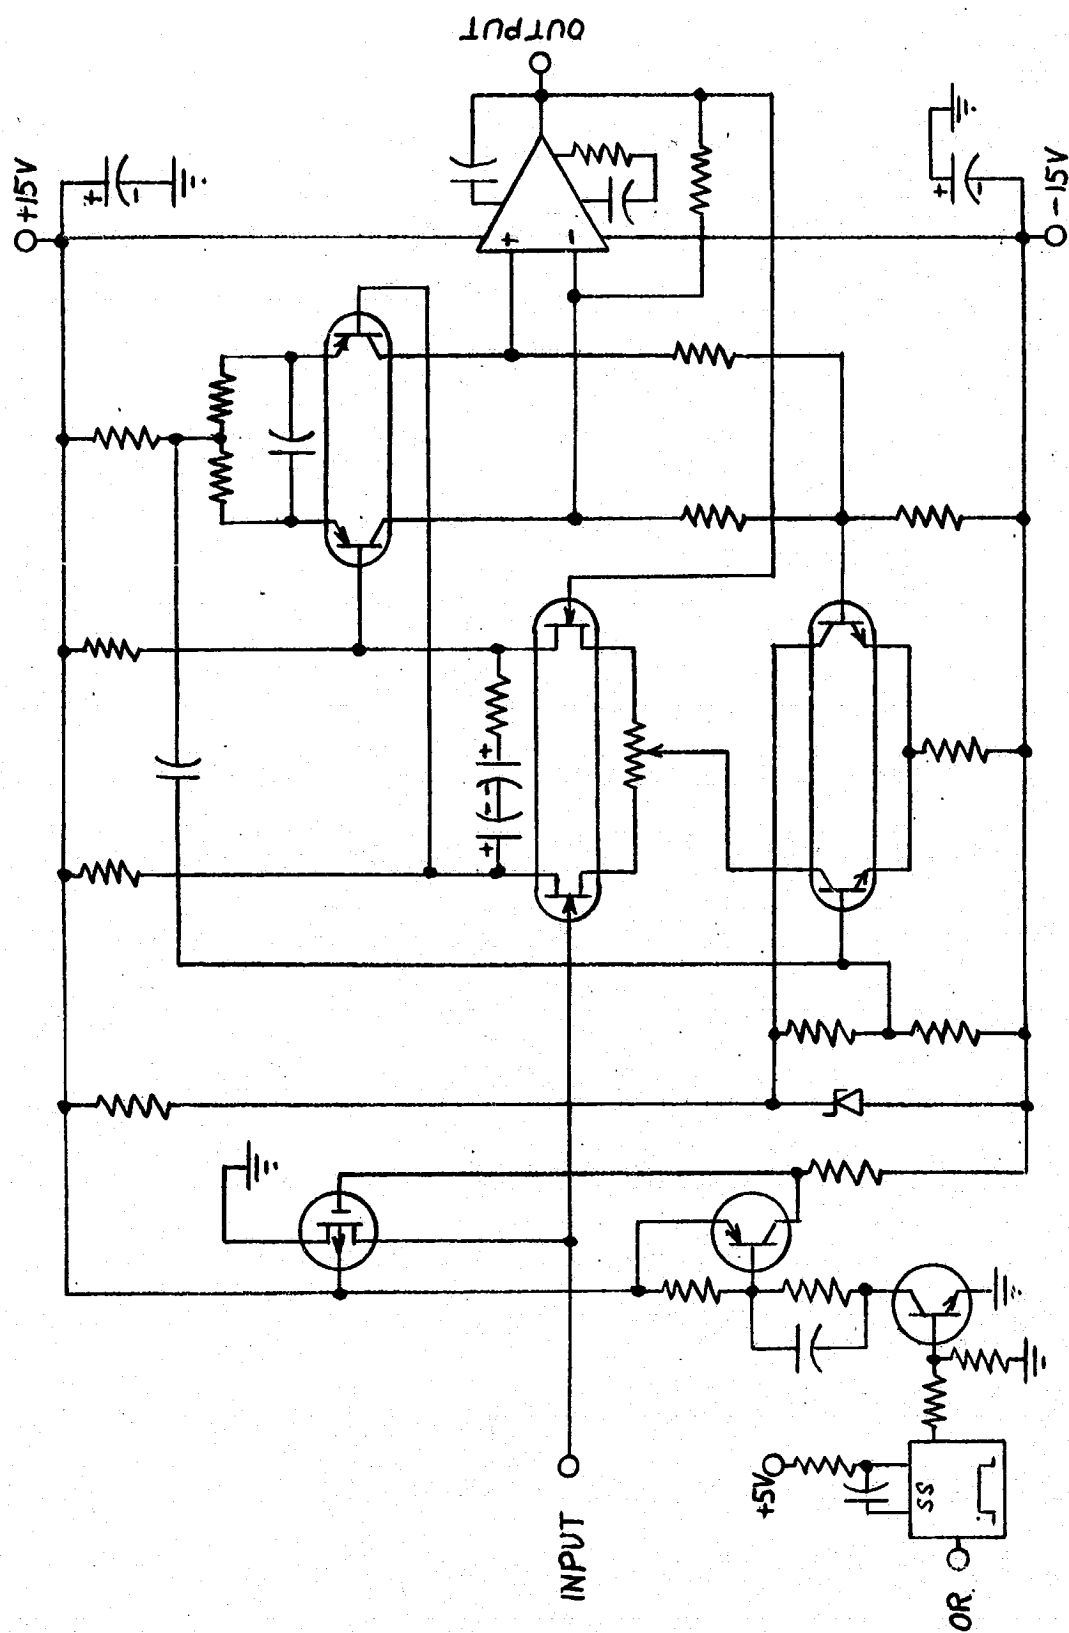 OUTPUT
+15V
+
-
+
-
+
-
-15V
+
-
-
+
INPUT
+5V
SS
OR